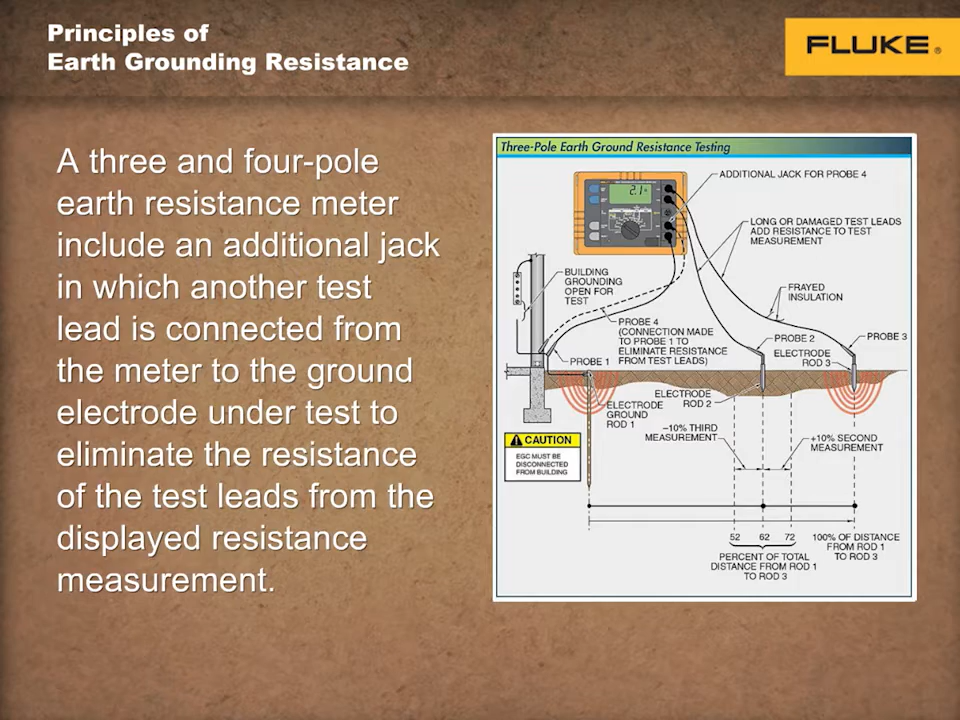 Principles of
Earth Grounding Resistance
FLUKE®
A three and four-pole
earth resistance meter
include an additional jack
in which another test
lead is connected from
the meter to the ground
electrode under test to
eliminate the resistance
of the test leads from the
displayed resistance
measurement.
Three-Pole Earth Ground Resistance Testing
ADDITIONAL JACK FOR PROBE 4
2.1
LONG OR DAMAGED TEST LEADS
ADD RESISTANCE TO TEST
MEASUREMENT
BUILDING
GROUNDING
OPEN FOR
TEST
FRAYED
INSULATION
PROBE 4
(CONNECTION MADE
TO PROBE 1 TO
ELIMINATE RESISTANCE
FROM TEST LEADS)
PROBE 1
PROBE 2
PROBE 3
ELECTRODE
ROD 3
ELECTRODE
ROD 2
ELECTRODE
GROUND
ROD 1
–10% THIRD
MEASUREMENT
+10% SECOND
MEASUREMENT
CAUTION
EGC MUST BE
DISCONNECTED
FROM BUILDING
52 62 72
PERCENT OF TOTAL
DISTANCE FROM ROD 1
TO ROD 3
100% OF DISTANCE
FROM ROD 1
TO ROD 3